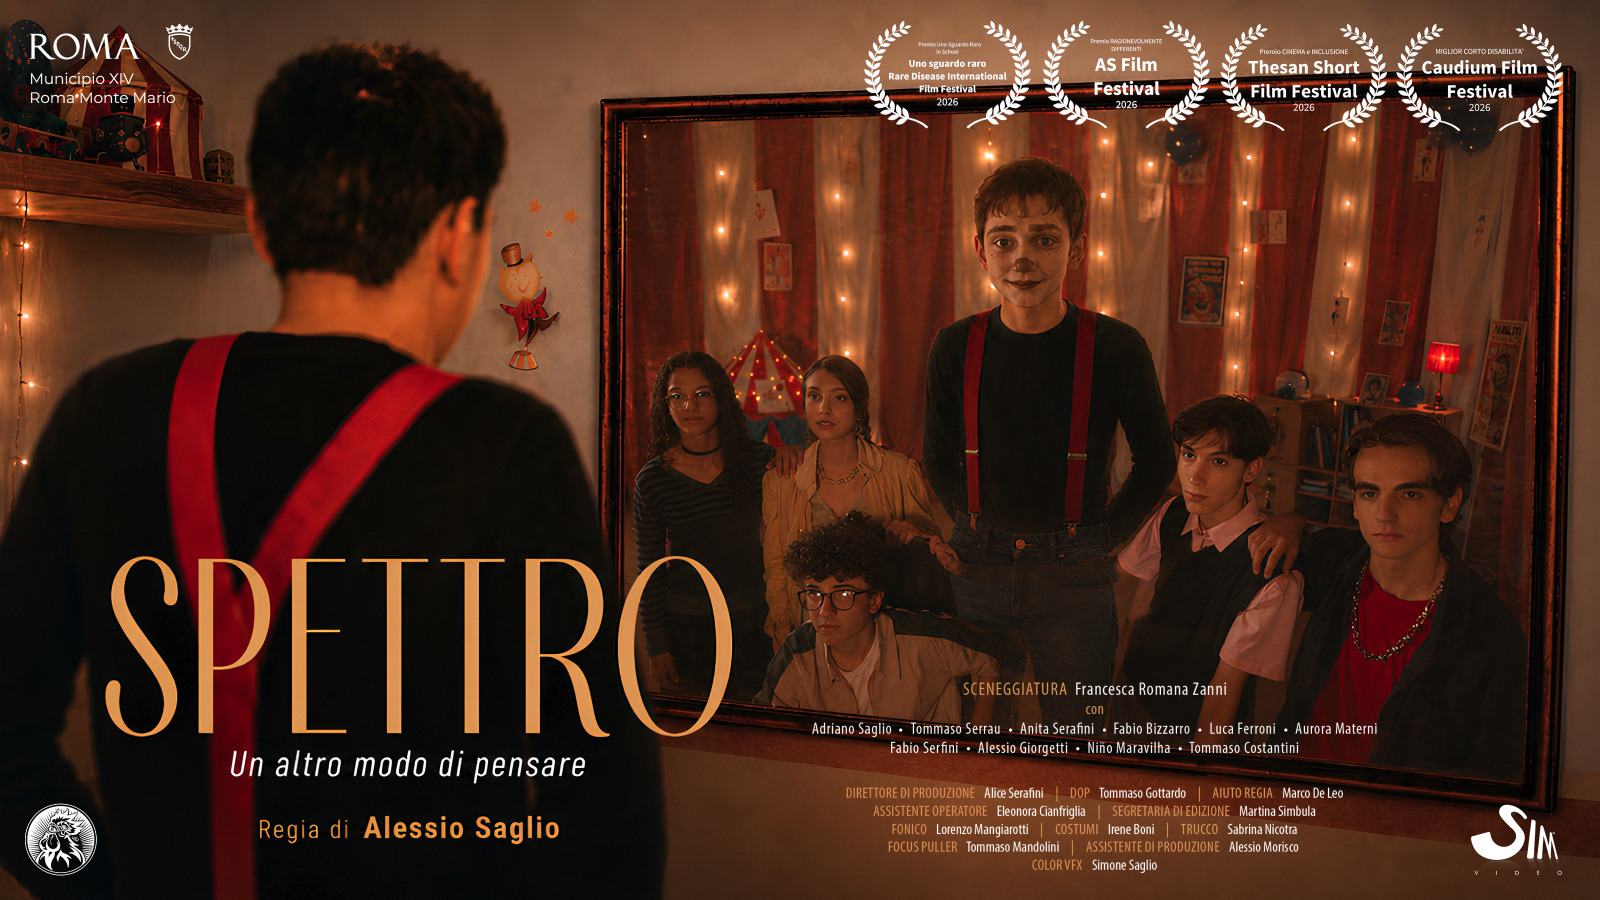 ROMA
Municipio XIV
Roma Monte Mario
Premio Uno Sguardo Raro
in School
Uno sguardo raro
Rare Disease International
Film Festival
2026
Premio RAGIONEVOLMENTE
DIFFERENTI
AS Film
Festival
2026
Premio CINEMA e INCLUSIONE
Thesan Short
Film Festival
2026
MIGLIOR CORTO DISABILITA'
Caudium Film
Festival
2026
SPETTRO
Un altro modo di pensare
Regia di Alessio Saglio
SCENEGGIATURA Francesca Romana Zanni
con
Adriano Saglio • Tommaso Serrau • Anita Serafini • Fabio Bizzarro • Luca Ferroni • Aurora Materni
Fabio Serfini • Alessio Giorgetti • Niño Maravilha • Tommaso Costantini
DIRETTORE DI PRODUZIONE Alice Serafini | DOP Tommaso Gottardo | AIUTO REGIA Marco De Leo
ASSISTENTE OPERATORE Eleonora Cianfriglia | SEGRETARIA DI EDIZIONE Martina Simbula
FONICO Lorenzo Mangiarotti | COSTUMI Irene Boni | TRUCCO Sabrina Nicotra
FOCUS PULLER Tommaso Mandolini | ASSISTENTE DI PRODUZIONE Alessio Morisco
COLOR VFX Simone Saglio
SIM
VIDEO